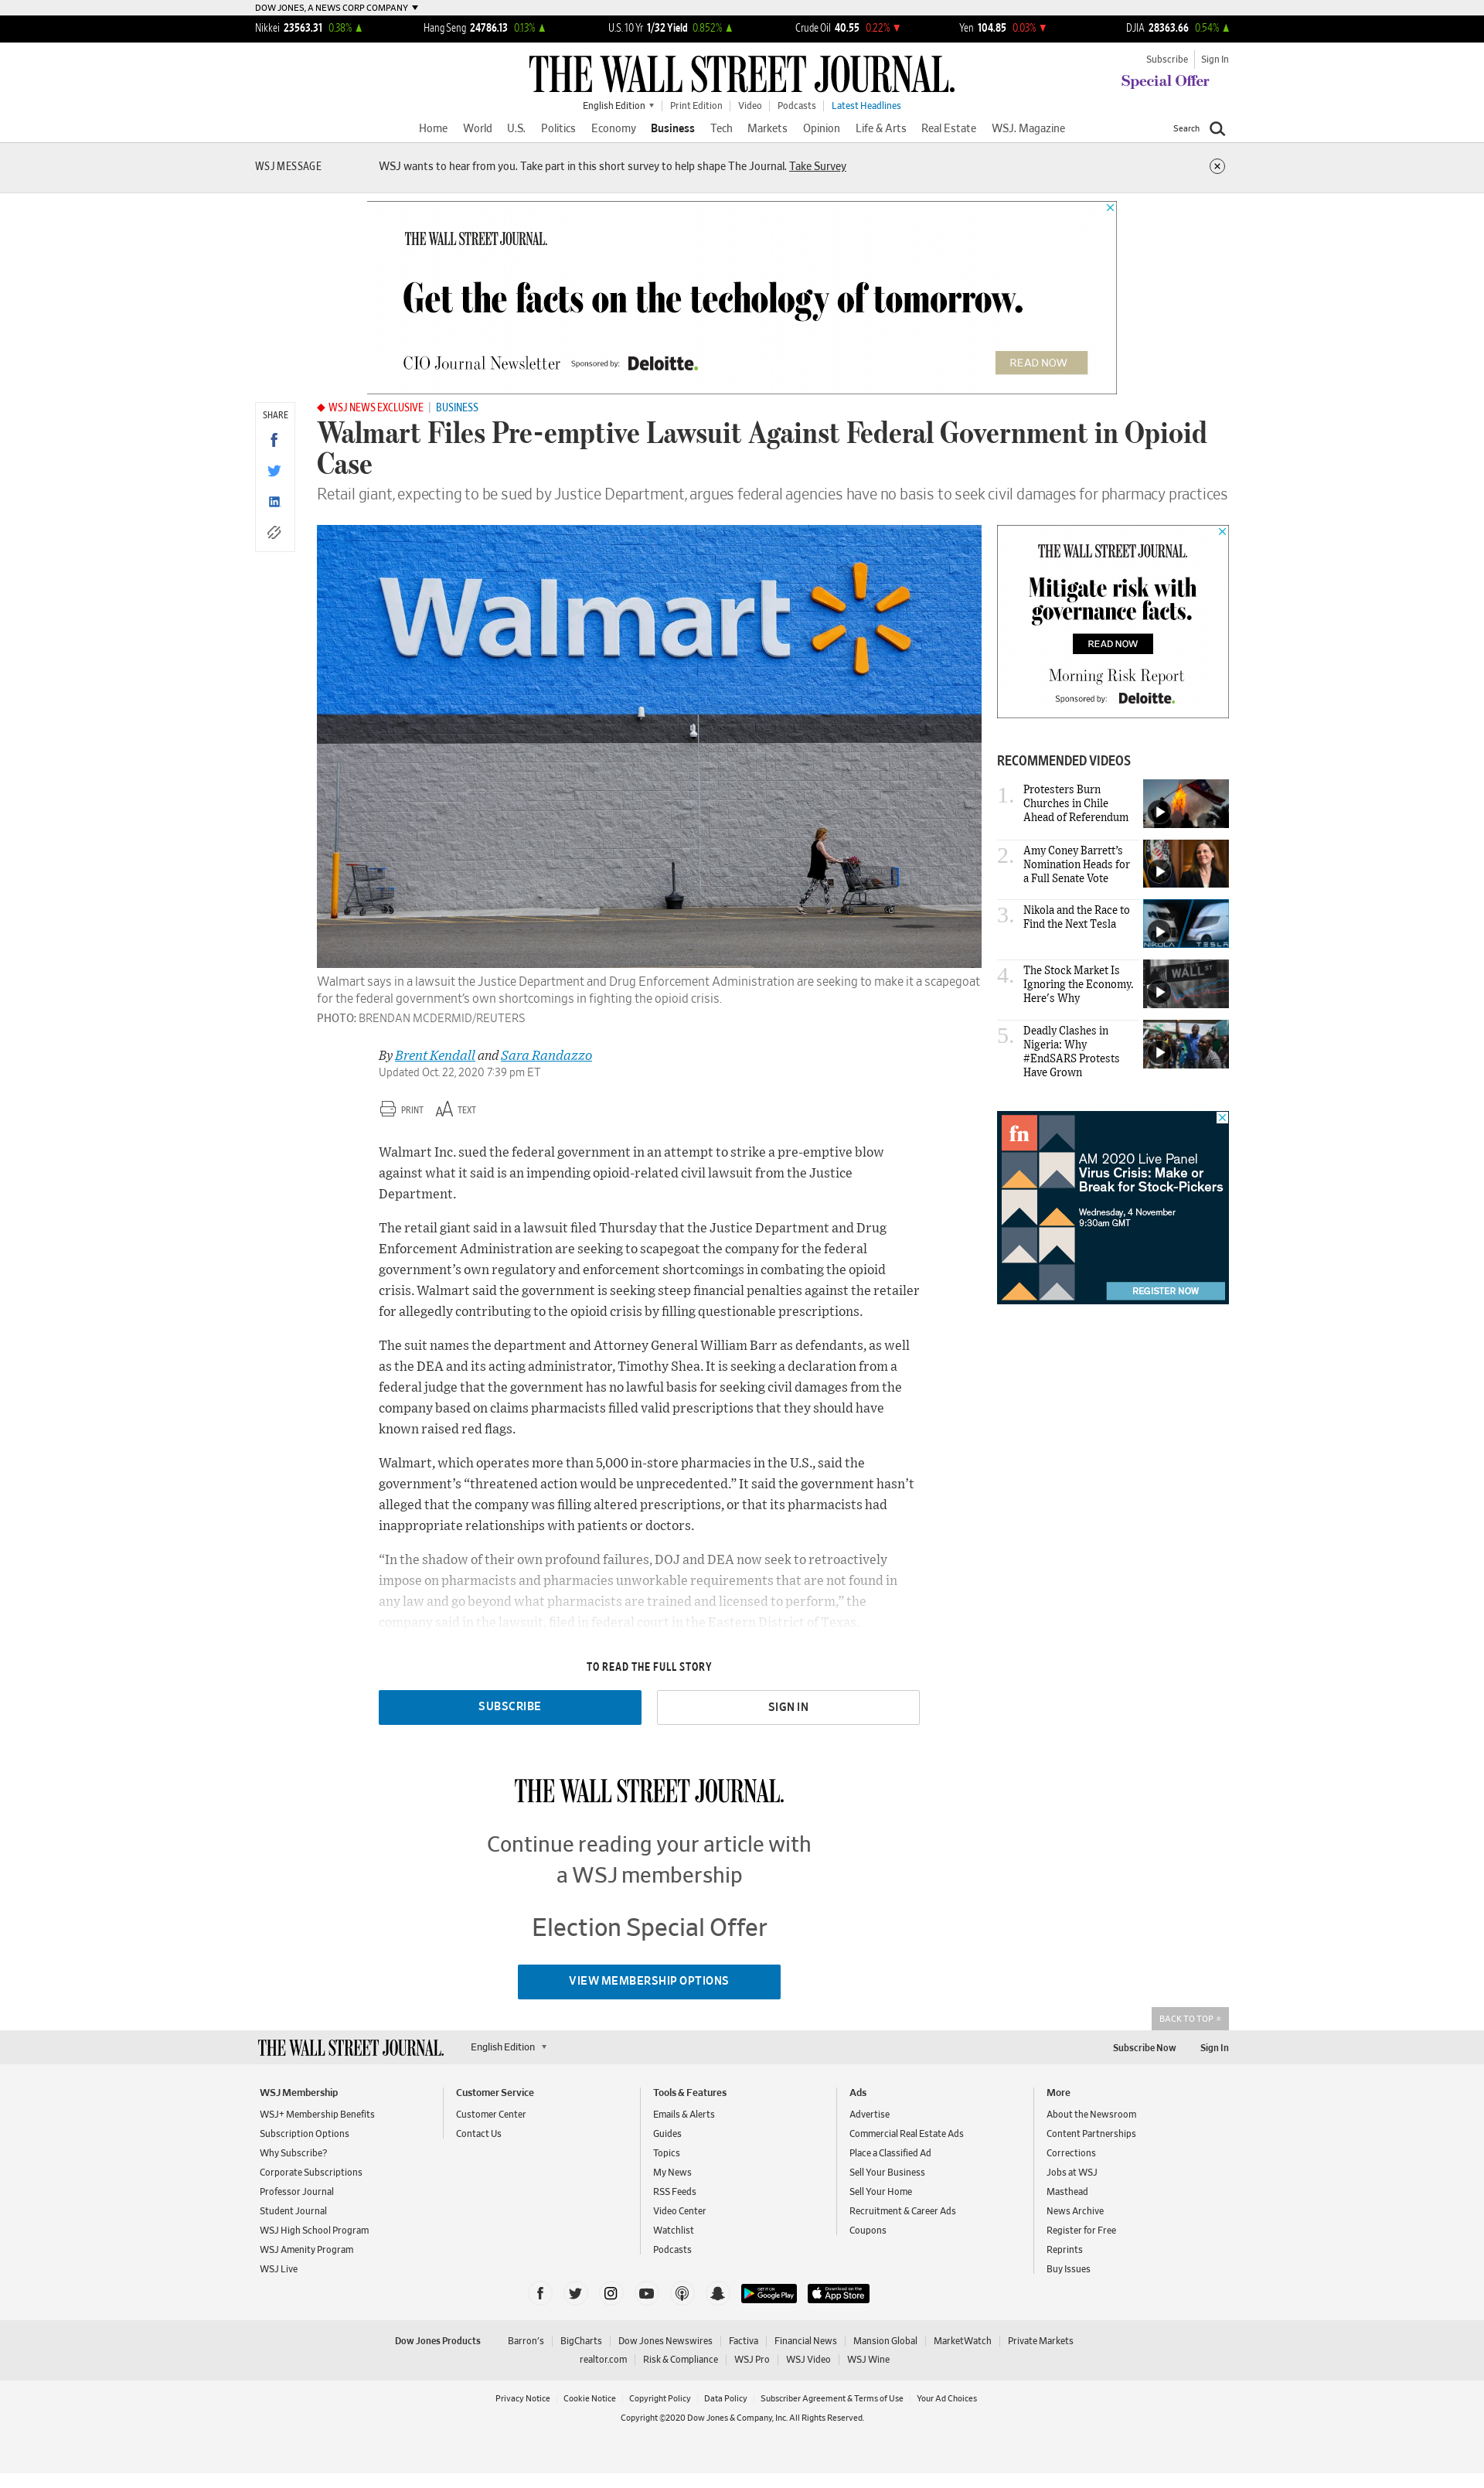 DOW JONES, A NEWS CORP COMPANY
Nikkei 23563.31 0.38% Hang Seng 24786.13 0.13% U.S. 10 Yr 1/32 Yield 0.852% Crude Oil 40.55 0.22% Yen 104.85 0.03% DJIA 28363.66 0.54%
THE WALL STREET JOURNAL.
Subscribe Sign In
Special Offer
English Edition Print Edition Video Podcasts Latest Headlines
Home World U.S. Politics Economy Business Tech Markets Opinion Life & Arts Real Estate WSJ. Magazine
Search
WSJ MESSAGE
WSJ wants to hear from you. Take part in this short survey to help shape The Journal. Take Survey
THE WALL STREET JOURNAL.
Get the facts on the techology of tomorrow.
CIO Journal Newsletter Sponsored by: Deloitte.
READ NOW
SHARE
WSJ NEWS EXCLUSIVE | BUSINESS
Walmart Files Pre-emptive Lawsuit Against Federal Government in Opioid
Case
Retail giant, expecting to be sued by Justice Department, argues federal agencies have no basis to seek civil damages for pharmacy practices
Walmart
Walmart says in a lawsuit the Justice Department and Drug Enforcement Administration are seeking to make it a scapegoat
for the federal government's own shortcomings in fighting the opioid crisis.
PHOTO: BRENDAN MCDERMID/REUTERS
By Brent Kendall and Sara Randazzo
Updated Oct. 22, 2020 7:39 pm ET
PRINT AA TEXT
Walmart Inc. sued the federal government in an attempt to strike a pre-emptive blow
against what it said is an impending opioid-related civil lawsuit from the Justice
Department.
The retail giant said in a lawsuit filed Thursday that the Justice Department and Drug
Enforcement Administration are seeking to scapegoat the company for the federal
government's own regulatory and enforcement shortcomings in combating the opioid
crisis. Walmart said the government is seeking steep financial penalties against the retailer
for allegedly contributing to the opioid crisis by filling questionable prescriptions.
The suit names the department and Attorney General William Barr as defendants, as well
as the DEA and its acting administrator, Timothy Shea. It is seeking a declaration from a
federal judge that the government has no lawful basis for seeking civil damages from the
company based on claims pharmacists filled valid prescriptions that they should have
known raised red flags.
Walmart, which operates more than 5,000 in-store pharmacies in the U.S., said the
government's “threatened action would be unprecedented.” It said the government hasn't
alleged that the company was filling altered prescriptions, or that its pharmacists had
inappropriate relationships with patients or doctors.
“In the shadow of their own profound failures, DOJ and DEA now seek to retroactively
impose on pharmacists and pharmacies unworkable requirements that are not found in
any law and go beyond what pharmacists are trained and licensed to perform,” the
company said in the lawsuit, filed in federal court in the Eastern District of Texas.
TO READ THE FULL STORY
SUBSCRIBE
SIGN IN
THE WALL STREET JOURNAL.
Continue reading your article with
a WSJ membership
Election Special Offer
VIEW MEMBERSHIP OPTIONS
THE WALL STREET JOURNAL.
Mitigate risk with
governance facts.
READ NOW
Morning Risk Report
Sponsored by: Deloitte.
RECOMMENDED VIDEOS
1. Protesters Burn
Churches in Chile
Ahead of Referendum
2. Amy Coney Barrett's
Nomination Heads for
a Full Senate Vote
3. Nikola and the Race to
Find the Next Tesla
NIKOLA TESLA
4. The Stock Market Is
Ignoring the Economy.
Here's Why
WALL ST
5. Deadly Clashes in
Nigeria: Why
#EndSARS Protests
Have Grown
fn
AM 2020 Live Panel
Virus Crisis: Make or
Break for Stock-Pickers
Wednesday, 4 November
9:30am GMT
REGISTER NOW
BACK TO TOP
THE WALL STREET JOURNAL.
English Edition
Subscribe Now Sign In
WSJ Membership
WSJ+ Membership Benefits
Subscription Options
Why Subscribe?
Corporate Subscriptions
Professor Journal
Student Journal
WSJ High School Program
WSJ Amenity Program
WSJ Live
Customer Service
Customer Center
Contact Us
Tools & Features
Emails & Alerts
Guides
Topics
My News
RSS Feeds
Video Center
Watchlist
Podcasts
Ads
Advertise
Commercial Real Estate Ads
Place a Classified Ad
Sell Your Business
Sell Your Home
Recruitment & Career Ads
Coupons
More
About the Newsroom
Content Partnerships
Corrections
Jobs at WSJ
Masthead
News Archive
Register for Free
Reprints
Buy Issues
GET IT ON
Google Play
Download on the
App Store
Dow Jones Products Barron's BigCharts Dow Jones Newswires Factiva Financial News Mansion Global MarketWatch Private Markets
realtor.com Risk & Compliance WSJ Pro WSJ Video WSJ Wine
Privacy Notice Cookie Notice Copyright Policy Data Policy Subscriber Agreement & Terms of Use Your Ad Choices
Copyright ©2020 Dow Jones & Company, Inc. All Rights Reserved.